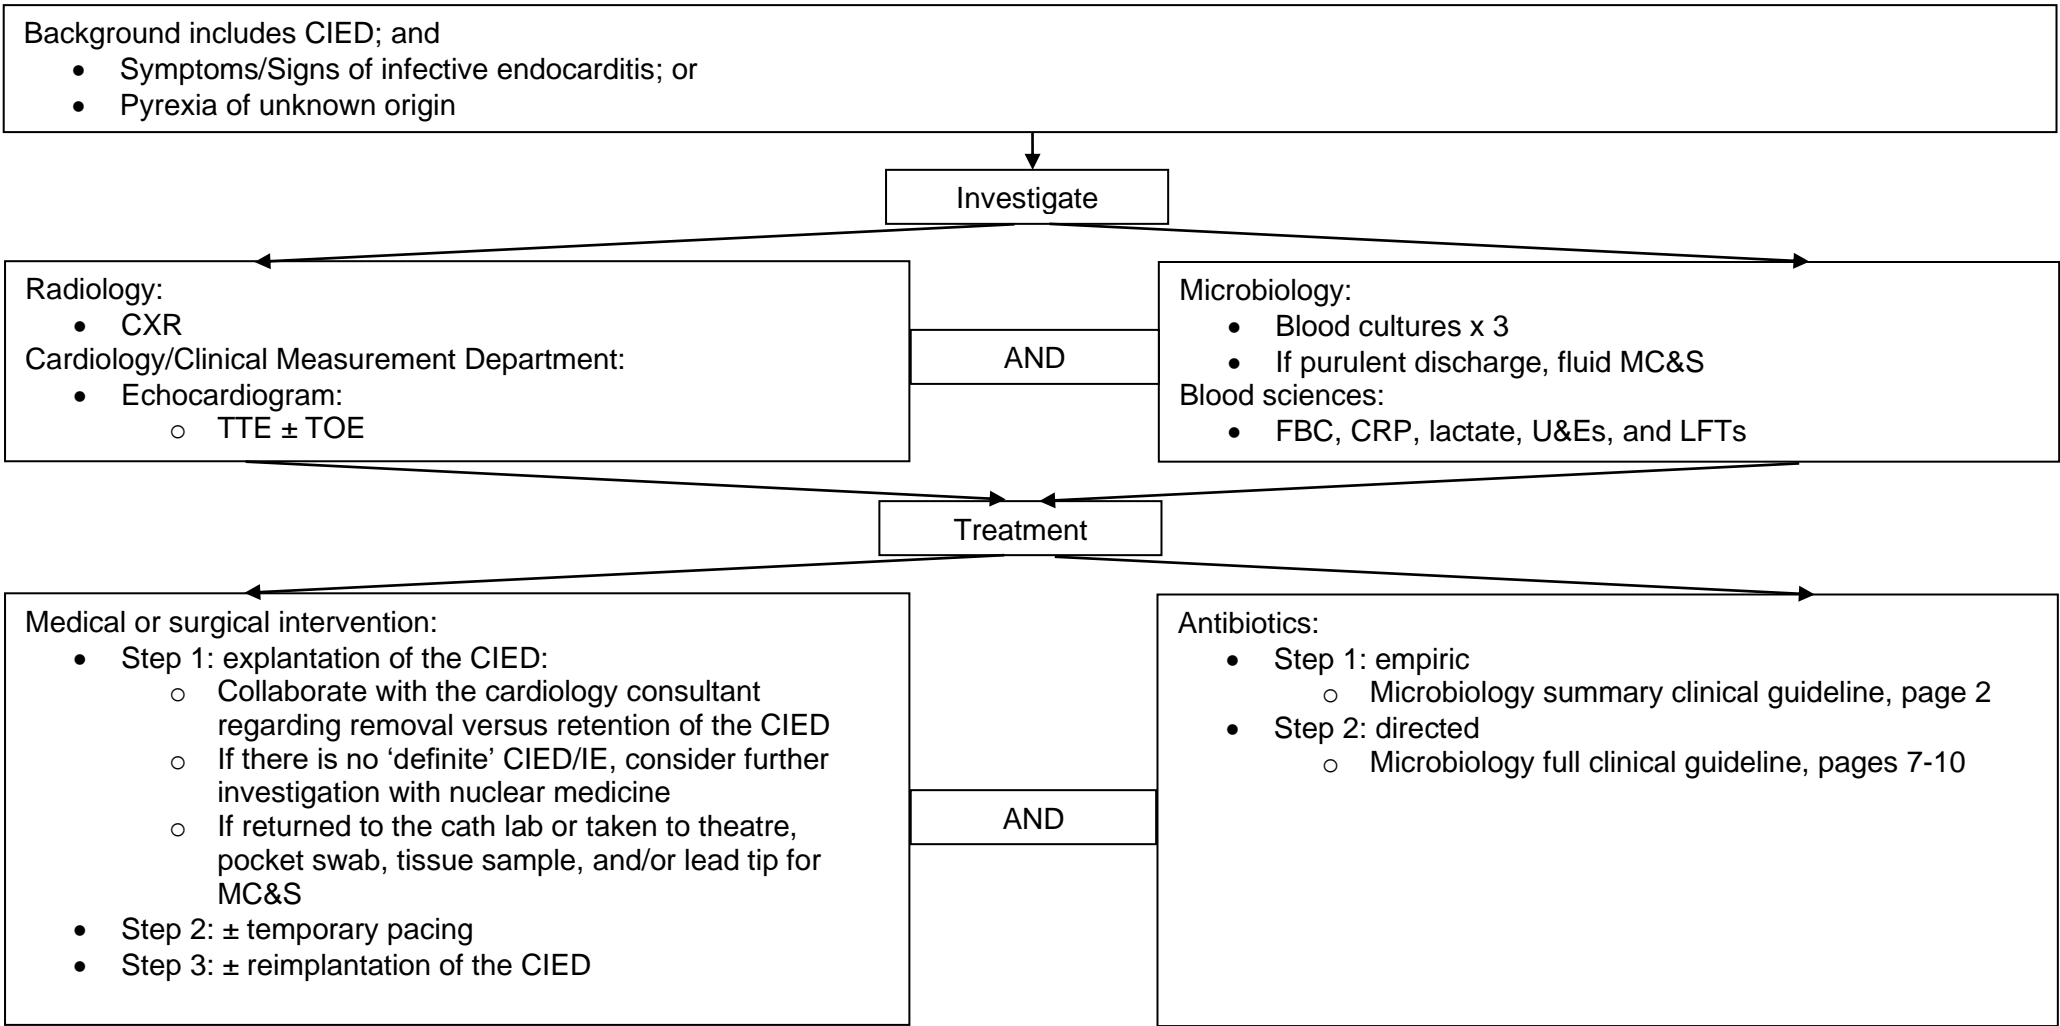 Background includes CIED; and
• Symptoms/Signs of infective endocarditis; or
• Pyrexia of unknown origin
Investigate
Radiology:
• CXR
Cardiology/Clinical Measurement Department:
• Echocardiogram:
o TTE ± TOE
AND
Microbiology:
• Blood cultures x 3
• If purulent discharge, fluid MC&S
Blood sciences:
• FBC, CRP, lactate, U&Es, and LFTs
Treatment
Medical or surgical intervention:
• Step 1: explantation of the CIED:
o Collaborate with the cardiology consultant
regarding removal versus retention of the CIED
o If there is no ‘definite’ CIED/IE, consider further
investigation with nuclear medicine
o If returned to the cath lab or taken to theatre,
pocket swab, tissue sample, and/or lead tip for
MC&S
• Step 2: ± temporary pacing
• Step 3: ± reimplantation of the CIED
AND
Antibiotics:
• Step 1: empiric
o Microbiology summary clinical guideline, page 2
• Step 2: directed
o Microbiology full clinical guideline, pages 7-10